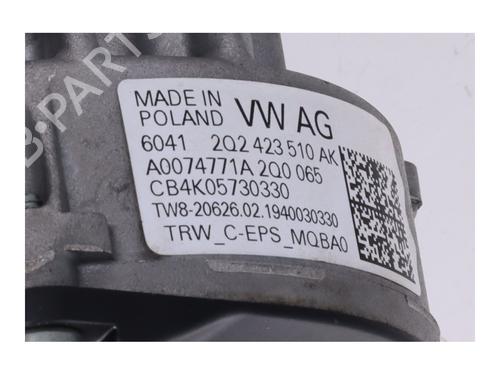 MADE IN
POLAND VW AG
6041 2Q2 423 510 AK
A0074771A 2Q0 065
CB4K05730330
TW8-20626.02.1940030330
TRW_C-EPS_MQBA0
B-PARTS